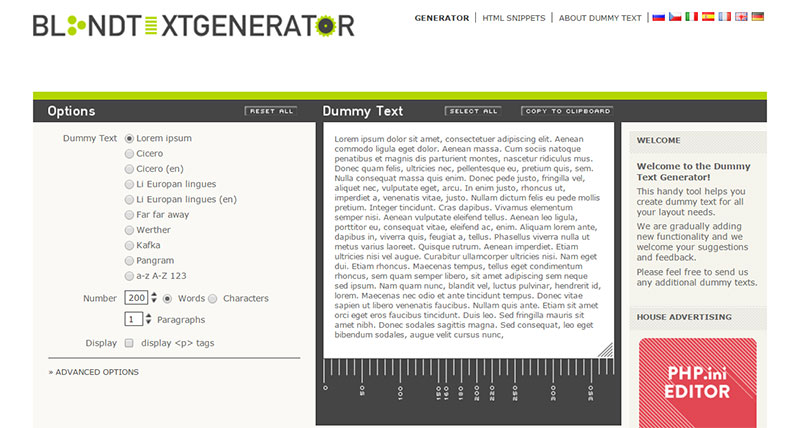 BLINDTEXTGENERATOR
GENERATOR | HTML SNIPPETS | ABOUT DUMMY TEXT |
Options
RESET ALL
Dummy Text
SELECT ALL
COPY TO CLIPBOARD
Dummy Text
Lorem ipsum
Cicero
Cicero (en)
Li Europan lingues
Li Europan lingues (en)
Far far away
Werther
Kafka
Pangram
a-z A-Z 123
Number 200 Words Characters
1 Paragraphs
Display display <p> tags
» ADVANCED OPTIONS
Lorem ipsum dolor sit amet, consectetuer adipiscing elit. Aenean
commodo ligula eget dolor. Aenean massa. Cum sociis natoque
penatibus et magnis dis parturient montes, nascetur ridiculus mus.
Donec quam felis, ultricies nec, pellentesque eu, pretium quis, sem.
Nulla consequat massa quis enim. Donec pede justo, fringilla vel,
aliquet nec, vulputate eget, arcu. In enim justo, rhoncus ut,
imperdiet a, venenatis vitae, justo. Nullam dictum felis eu pede mollis
pretium. Integer tincidunt. Cras dapibus. Vivamus elementum
semper nisi. Aenean vulputate eleifend tellus. Aenean leo ligula,
porttitor eu, consequat vitae, eleifend ac, enim. Aliquam lorem ante,
dapibus in, viverra quis, feugiat a, tellus. Phasellus viverra nulla ut
metus varius laoreet. Quisque rutrum. Aenean imperdiet. Etiam
ultricies nisi vel augue. Curabitur ullamcorper ultricies nisi. Nam eget
dui. Etiam rhoncus. Maecenas tempus, tellus eget condimentum
rhoncus, sem quam semper libero, sit amet adipiscing sem neque
sed ipsum. Nam quam nunc, blandit vel, luctus pulvinar, hendrerit id,
lorem. Maecenas nec odio et ante tincidunt tempus. Donec vitae
sapien ut libero venenatis faucibus. Nullam quis ante. Etiam sit amet
orci eget eros faucibus tincidunt. Duis leo. Sed fringilla mauris sit
amet nibh. Donec sodales sagittis magna. Sed consequat, leo eget
bibendum sodales, augue velit cursus nunc,
0 50 100 150 160 180 200 220 250 300 350
WELCOME
Welcome to the Dummy
Text Generator!
This handy tool helps you
create dummy text for all
your layout needs.
We are gradually adding
new functionality and we
welcome your suggestions
and feedback.
Please feel free to send us
any additional dummy texts.
HOUSE ADVERTISING
PHP.ini
EDITOR